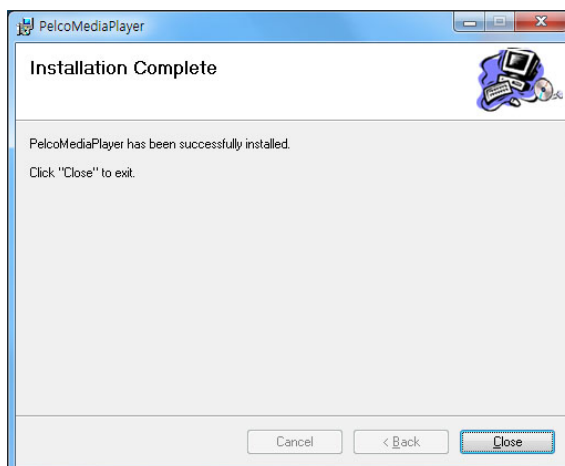 PelcoMediaPlayer
Installation Complete
PelcoMediaPlayer has been successfully installed.
Click "Close" to exit.
Cancel
< Back
Close